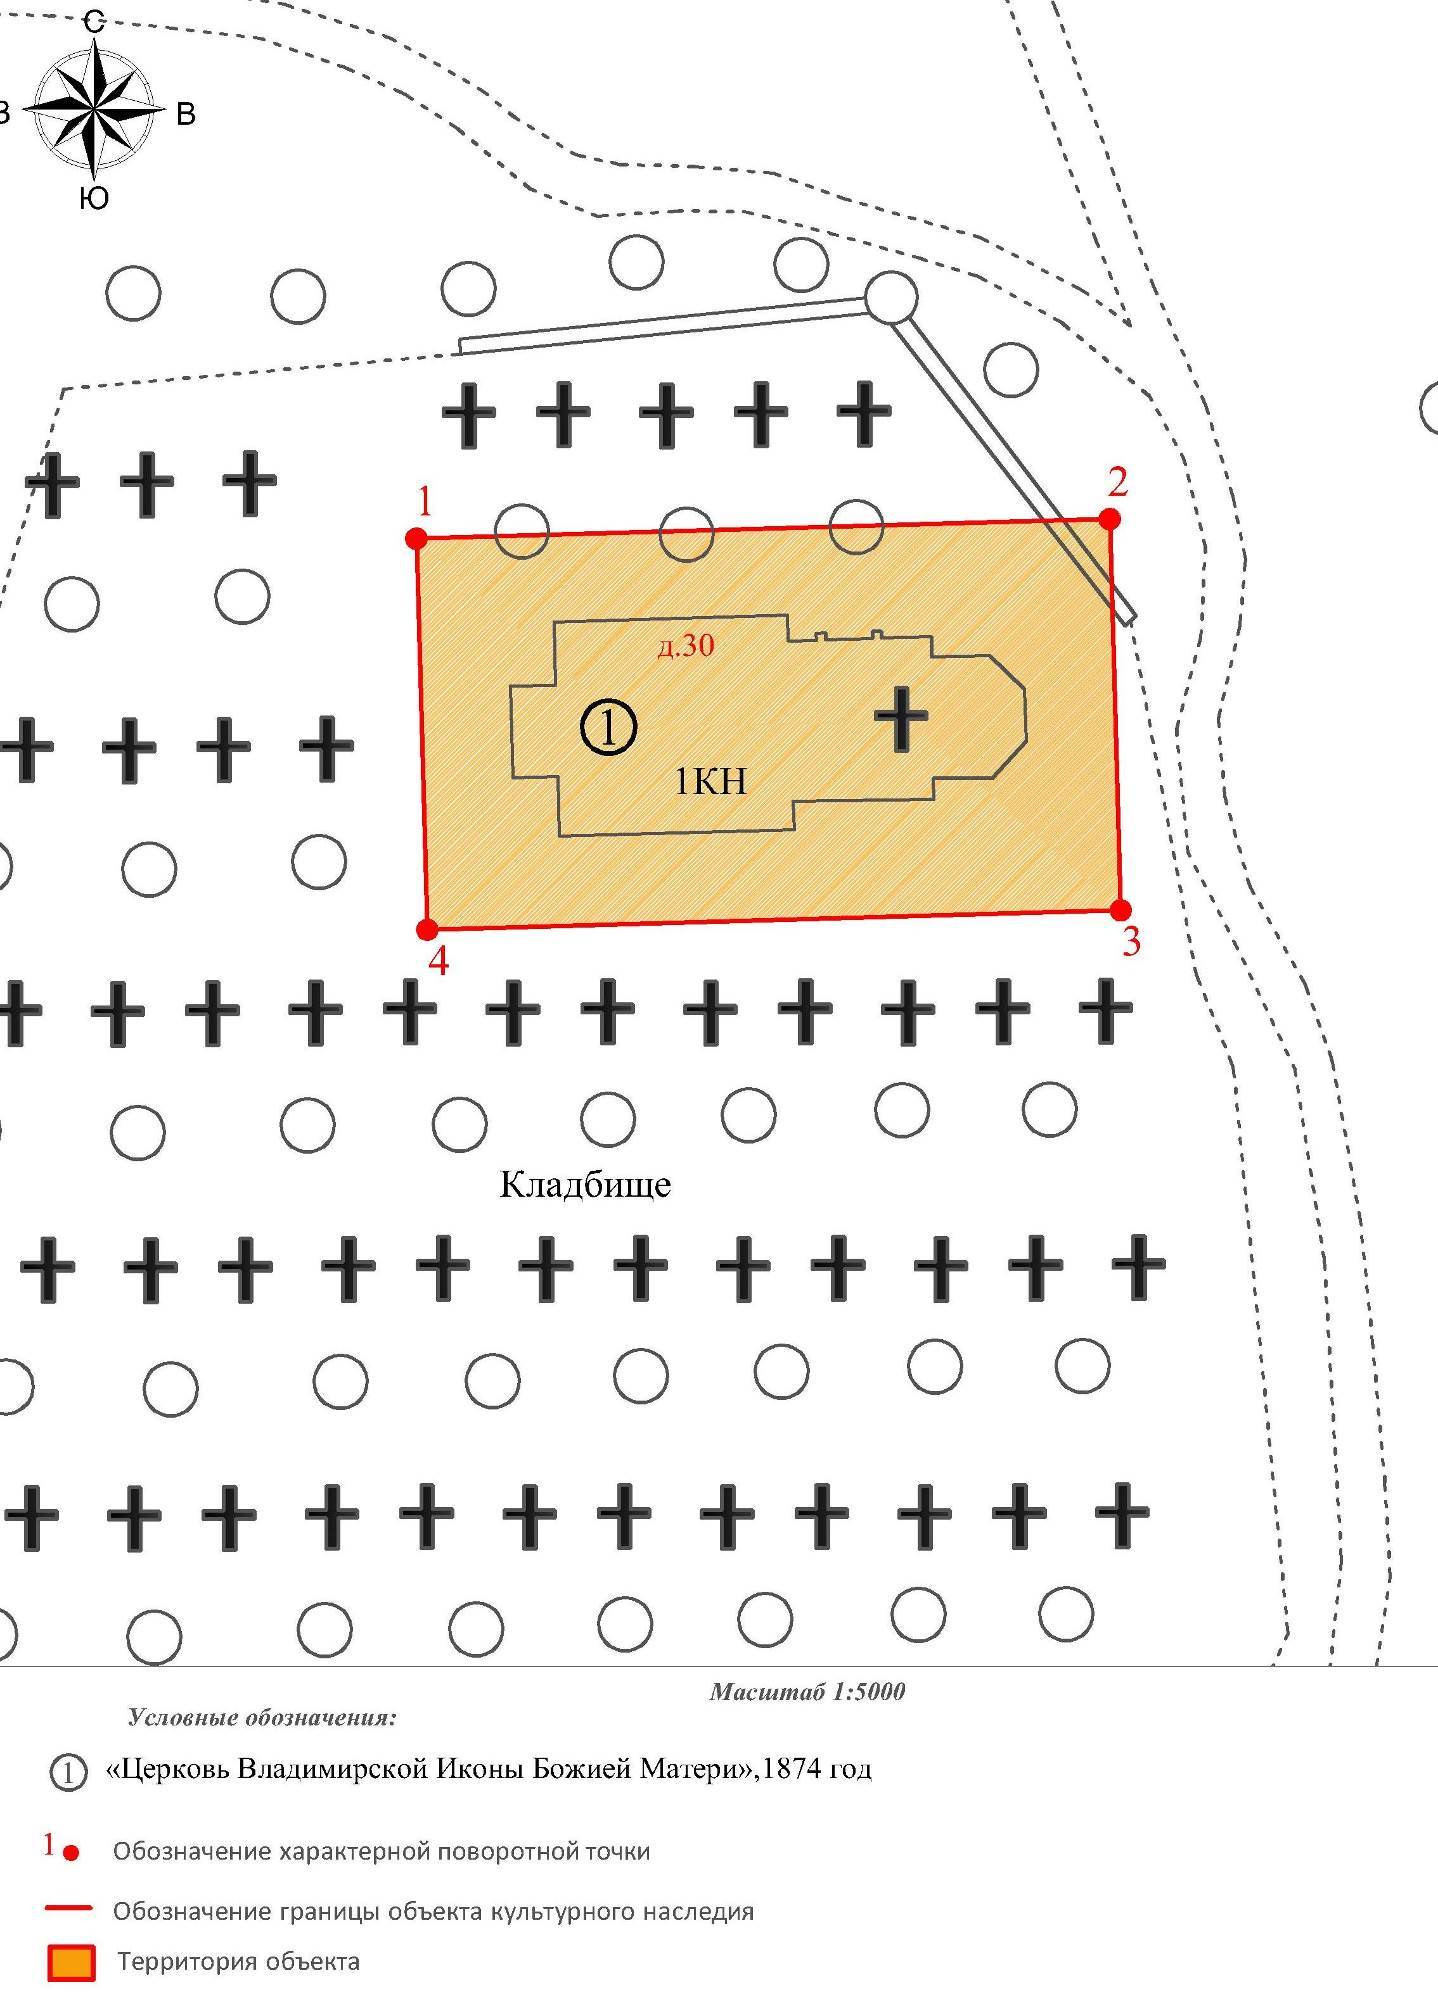 С
З
В
Ю
1
2
д.30
1
1КН
3
4
Кладбище
Масштаб 1:5000
Условные обозначения:
1 «Церковь Владимирской Иконы Божией Матери»,1874 год
1 Обозначение характерной поворотной точки
Обозначение границы объекта культурного наследия
Территория объекта